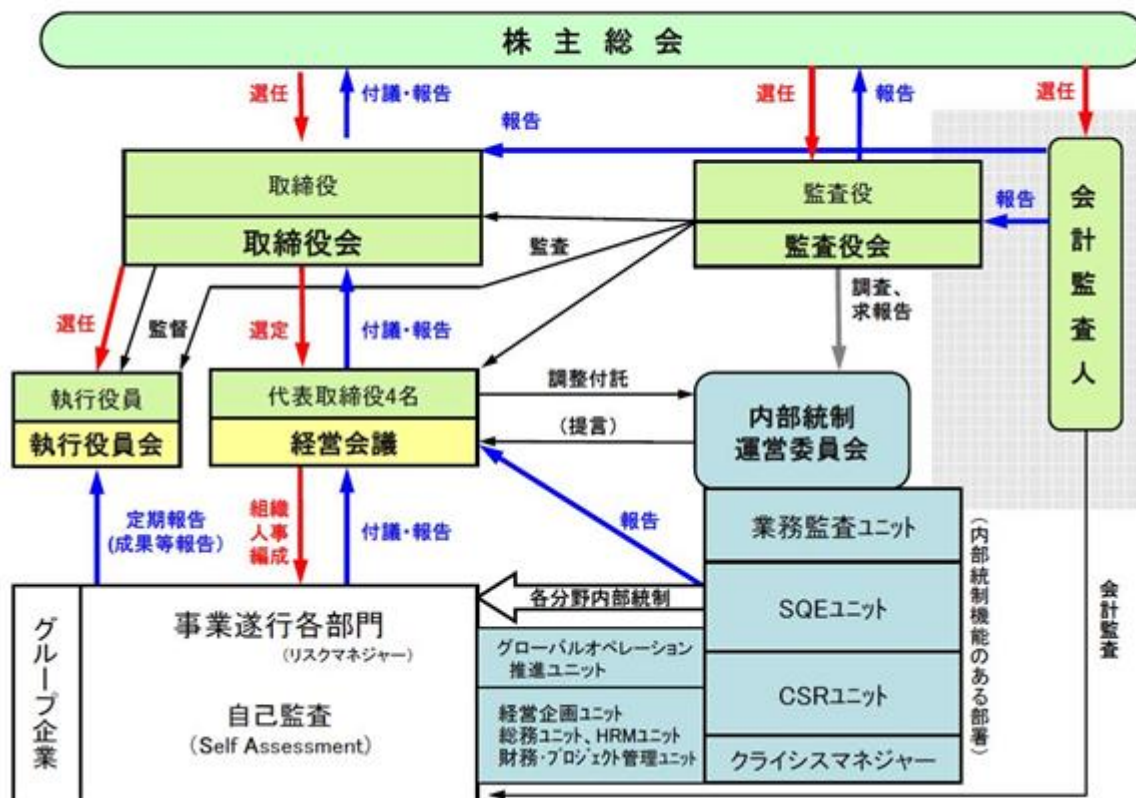 株主総会
選任
付議・報告
選任
報告
選任
報告
取締役
取締役会
監査役
監査役会
報告
会計監査人
監査
調査、
求報告
選任
監督
選定
付議・報告
執行役員
執行役員会
代表取締役4名
経営会議
調整付託
(提言)
内部統制
運営委員会
定期報告
(成果等報告)
組織
人事
編成
付議・報告
報告
業務監査ユニット
SQEユニット
CSRユニット
クライシスマネジャー
(内部統制機能のある部署)
会計監査
各分野内部統制
グローバルオペレーション
推進ユニット
経営企画ユニット
総務ユニット、HRMユニット
財務・プロジェクト管理ユニット
グループ企業
事業遂行各部門
(リスクマネジャー)
自己監査
(Self Assessment)